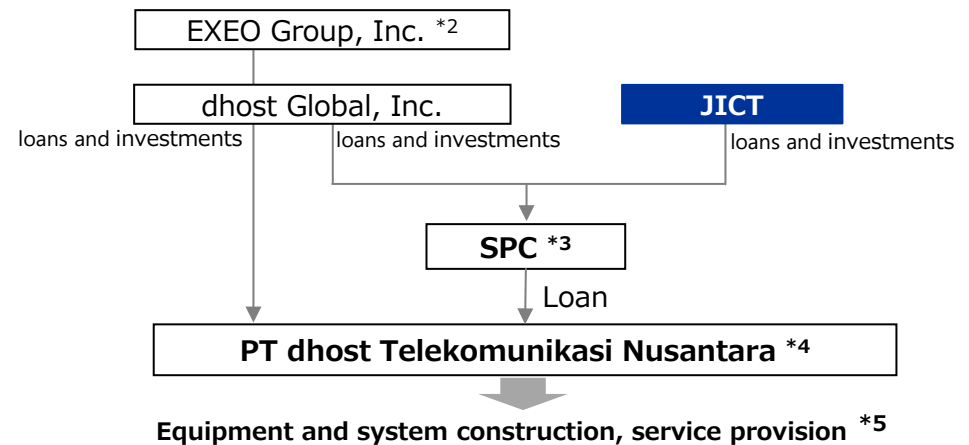 EXEO Group, Inc. *2
dhost Global, Inc.
JICT
loans and investments
loans and investments
loans and investments
SPC *3
Loan
PT dhost Telekomunikasi Nusantara *4
Equipment and system construction, service provision *5